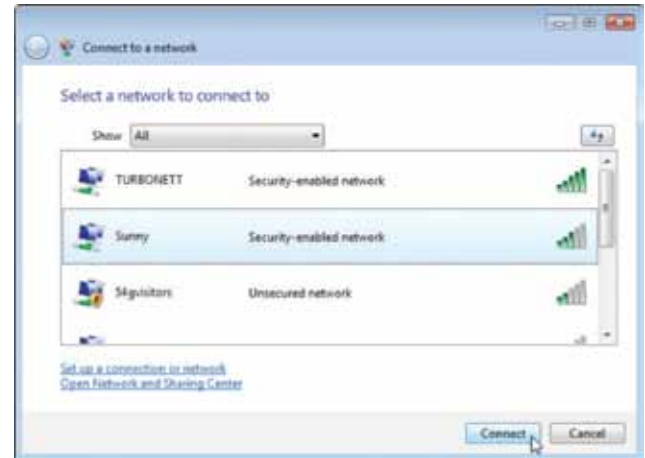 Connect to a network
Select a network to connect to
Show All
TURBONETT Security-enabled network
Sunny Security-enabled network
Unsecured network
Set up a connection or network
Open Network and Sharing Center
Connect Cancel